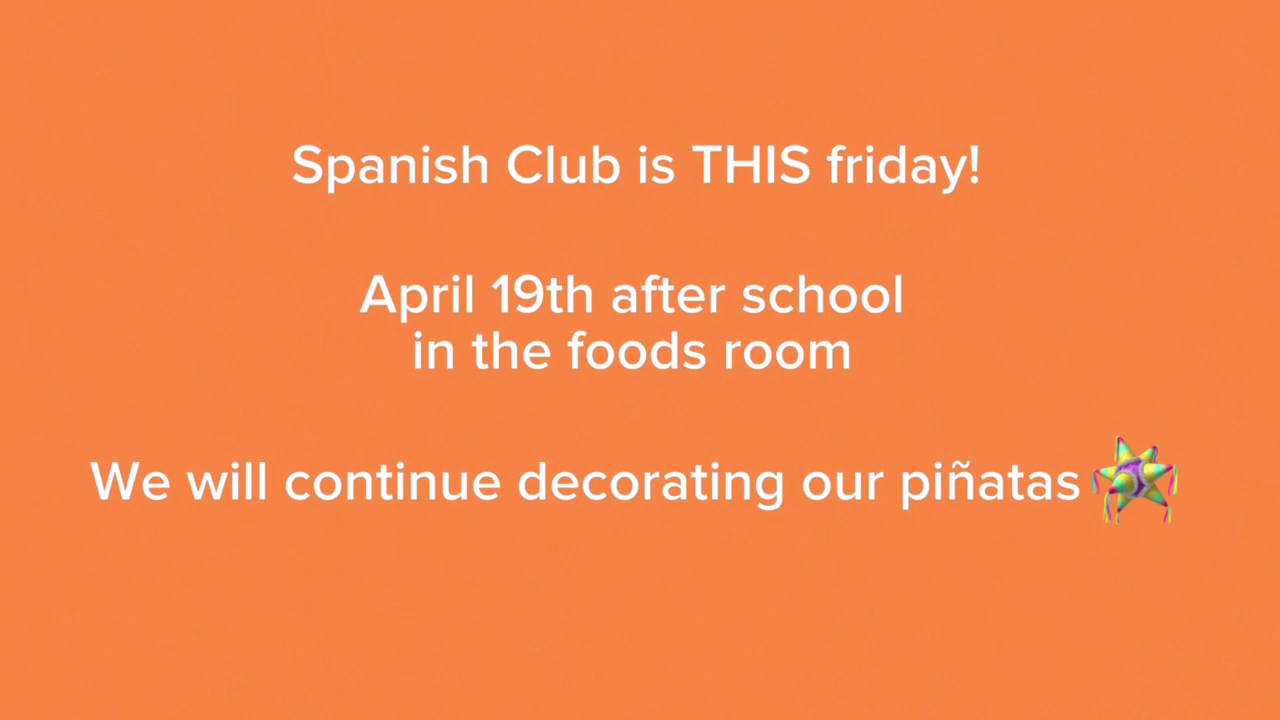 Spanish Club is THIS friday!
April 19th after school
in the foods room
We will continue decorating our piñatas